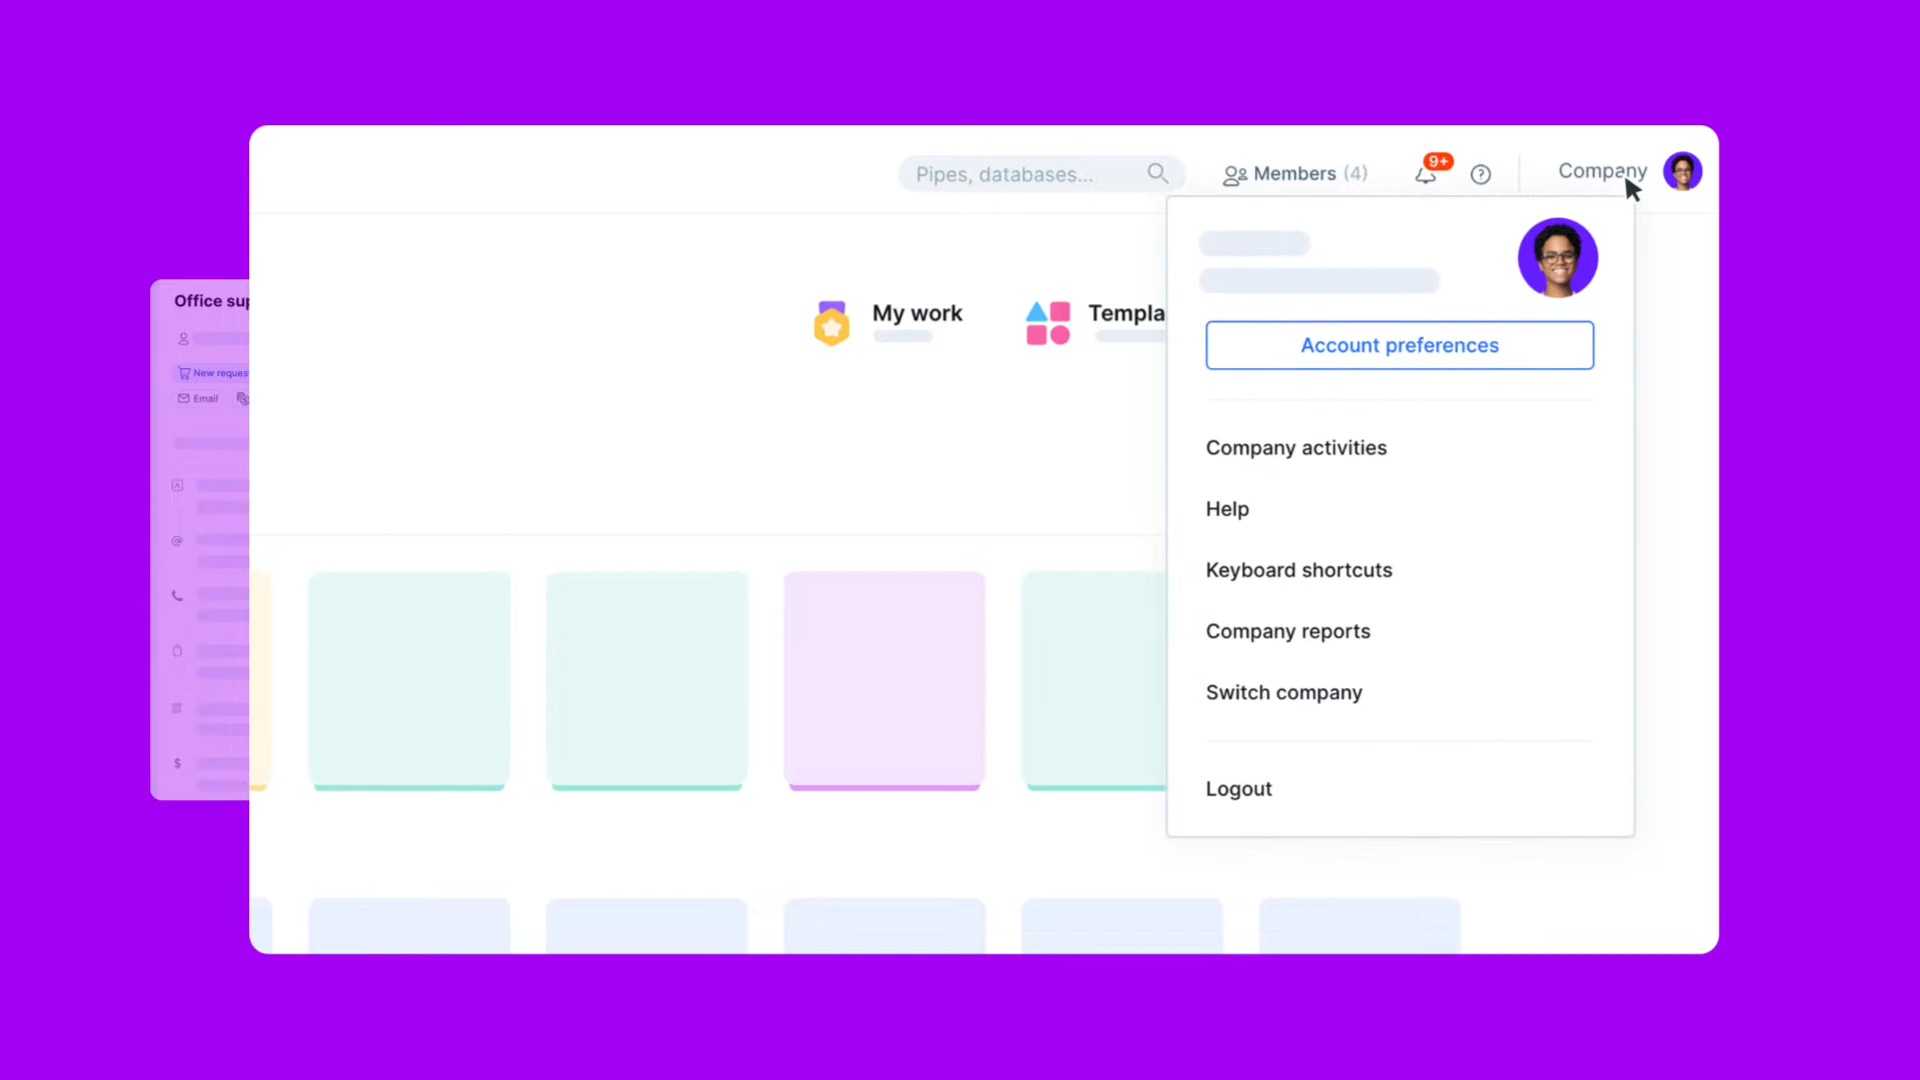 Pipes, databases...
Members (4)
9+
Company
Office sup
New reques
Email
My work
Templa
Account preferences
Company activities
Help
Keyboard shortcuts
Company reports
Switch company
Logout